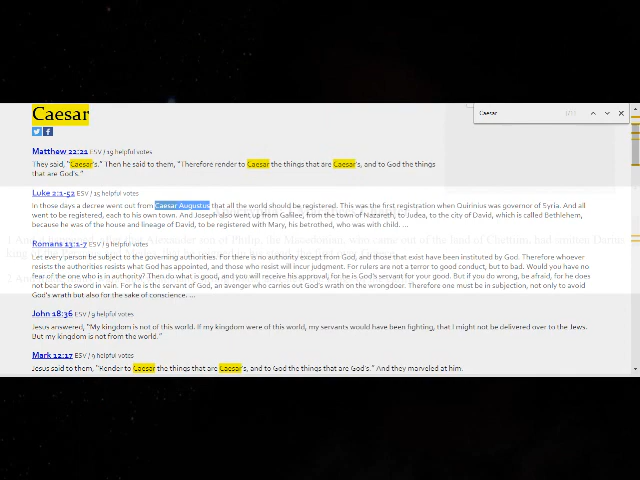 Caesar
Caesar
Matthew 22:21 ESV / 19 helpful votes
They said, "Caesar's." Then he said to them, "Therefore render to Caesar the things that are Caesar's, and to God the things
that are God's."
Luke 2:1-52 ESV / 15 helpful votes
In those days a decree went out from Caesar Augustus that all the world should be registered. This was the first registration when Quirinius was governor of Syria. And all
went to be registered, each to his own town. And Joseph also went up from Galilee, from the town of Nazareth, to Judea, to the city of David, which is called Bethlehem,
because he was of the house and lineage of David, to be registered with Mary, his betrothed, who was with child. ...
Romans 13:1-7 ESV / 9 helpful votes
Let every person be subject to the governing authorities. For there is no authority except from God, and those that exist have been instituted by God. Therefore whoever
resists the authorities resists what God has appointed, and those who resist will incur judgment. For rulers are not a terror to good conduct, but to bad. Would you have no
fear of the one who is in authority? Then do what is good, and you will receive his approval, for he is God's servant for your good. But if you do wrong, be afraid, for he does
not bear the sword in vain. For he is the servant of God, an avenger who carries out God's wrath on the wrongdoer. Therefore one must be in subjection, not only to avoid
God's wrath but also for the sake of conscience. ...
John 18:36 ESV / 9 helpful votes
Jesus answered, "My kingdom is not of this world. If my kingdom were of this world, my servants would have been fighting, that I might not be delivered over to the Jews.
But my kingdom is not from the world."
Mark 12:17 ESV / 9 helpful votes
Jesus said to them, "Render to Caesar the things that are Caesar's, and to God the things that are God's." And they marveled at him.